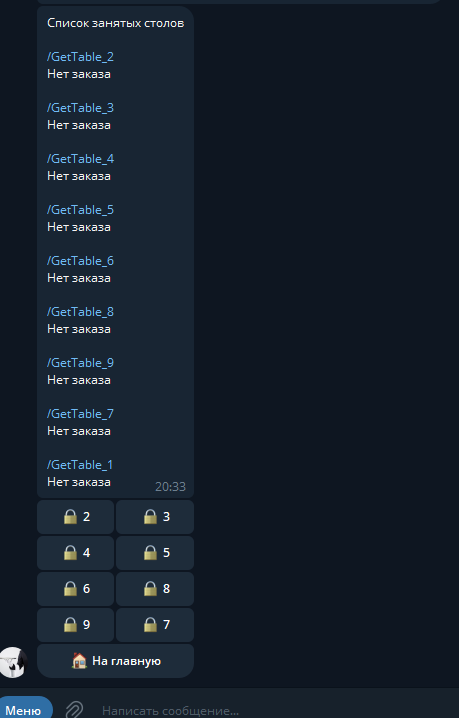 Список занятых столов
/GetTable_2
Нет заказа
/GetTable_3
Нет заказа
/GetTable_4
Нет заказа
/GetTable_5
Нет заказа
/GetTable_6
Нет заказа
/GetTable_8
Нет заказа
/GetTable_9
Нет заказа
/GetTable_7
Нет заказа
/GetTable_1
Нет заказа
20:33
2 3
4 5
6 8
9 7
На главную
Меню Написать сообщение...